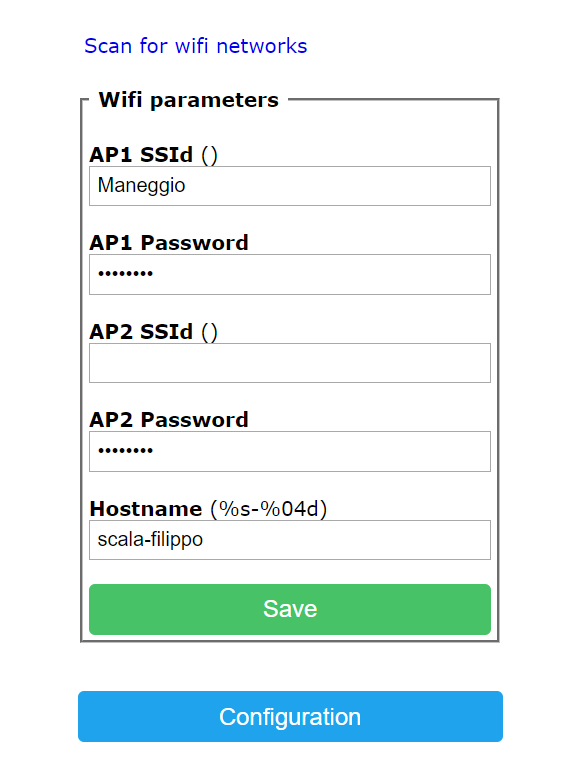 Scan for wifi networks
Wifi parameters
AP1 SSId ()
Maneggio
AP1 Password
••••••••
AP2 SSId ()
AP2 Password
••••••••
Hostname (%s-%04d)
scala-filippo
Save
Configuration